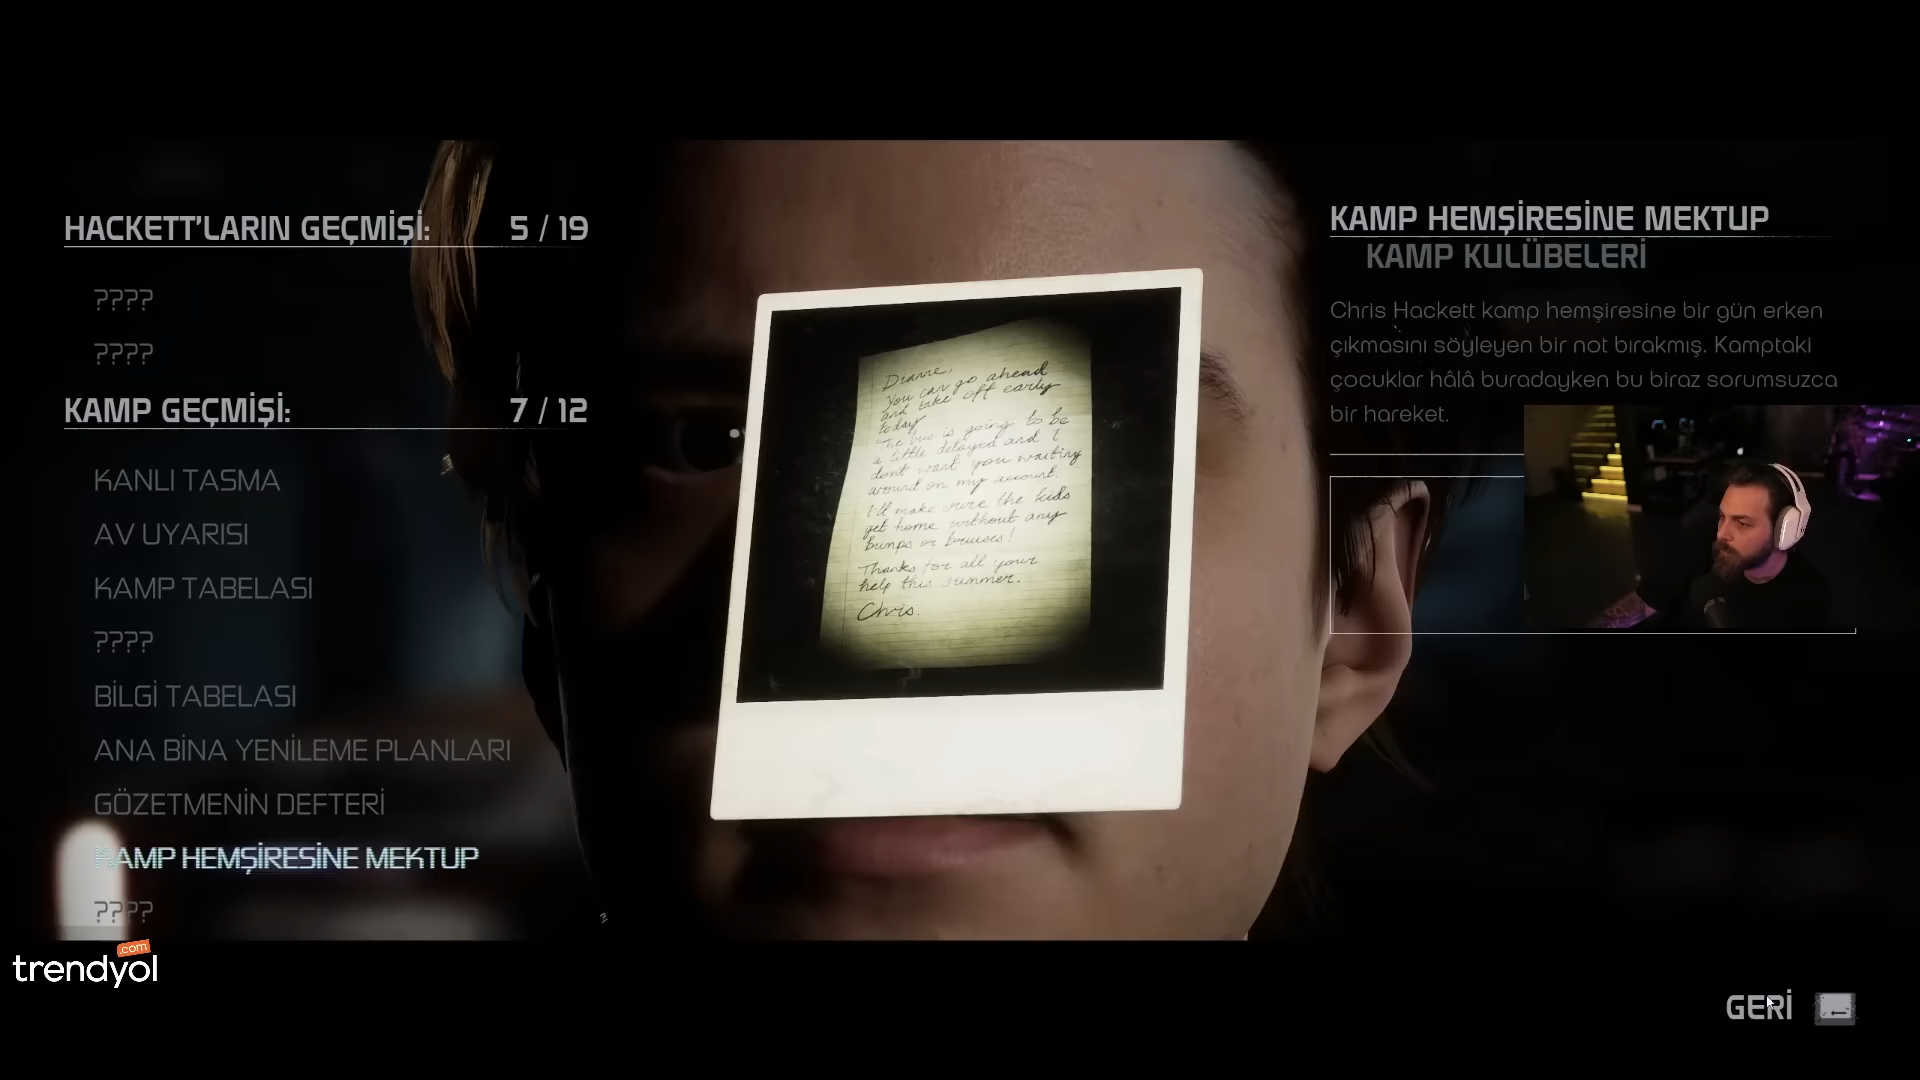 HACKETT'LARIN GEÇMİŞİ: 5 / 19
????
????
KAMP GEÇMİŞİ: 7 / 12
KANLI TASMA
AV UYARISI
KAMP TABELASI
????
BİLGİ TABELASI
ANA BİNA YENİLEME PLANLARI
GÖZETMENİN DEFTERİ
KAMP HEMŞİRESİNE MEKTUP
????
trendyol
.com
Dianne,
You can go ahead
and take off early
today
The bus is going to be
a little delayed and I
don't want you waiting
around on my account.
I'll make sure the kids
get home without any
bumps or bruises!
Thanks for all your
help this summer.
Chris.
KAMP HEMŞİRESİNE MEKTUP
KAMP KULÜBELERİ
Chris Hackett kamp hemşiresine bir gün erken
çıkmasını söyleyen bir not bırakmış. Kamptaki
çocuklar hâlâ buradayken bu biraz sorumsuzca
bir hareket.
GERİ